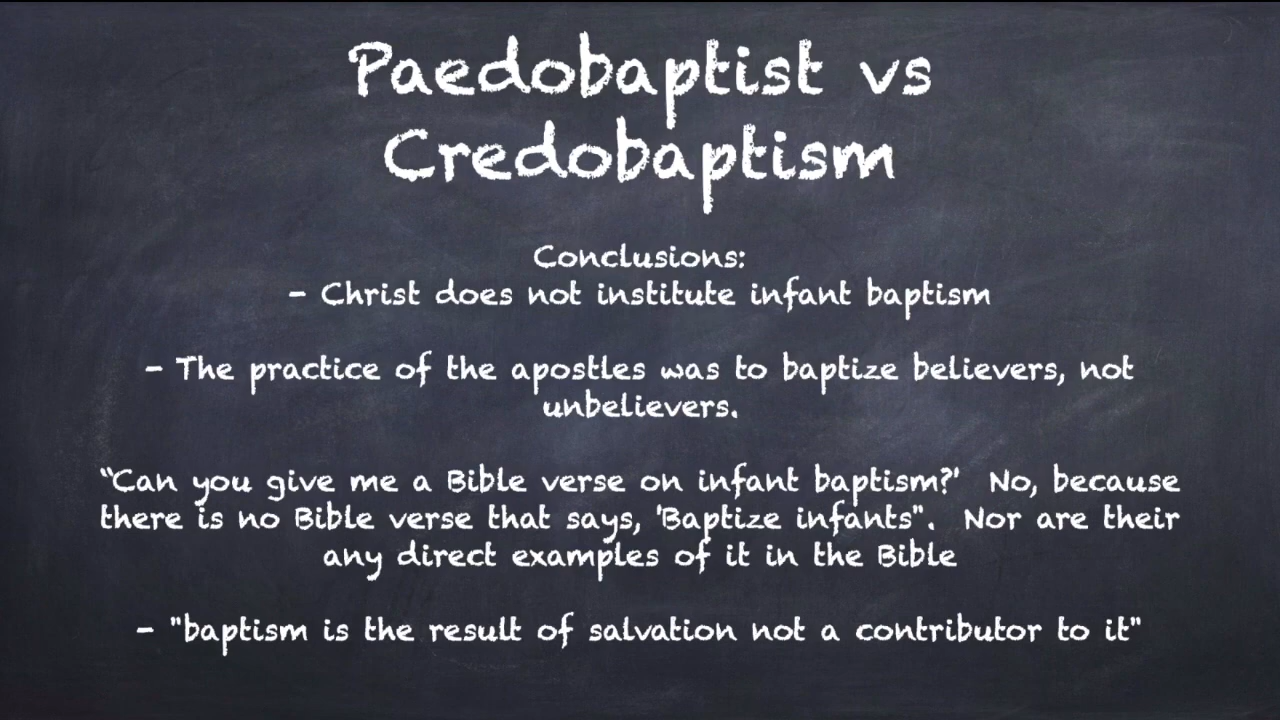 Paedobaptist vs
Credobaptism
Conclusions:
- Christ does not institute infant baptism
- The practice of the apostles was to baptize believers, not
unbelievers.
“Can you give me a Bible verse on infant baptism?'  No, because
there is no Bible verse that says, 'Baptize infants".  Nor are their
any direct examples of it in the Bible
- "baptism is the result of salvation not a contributor to it"